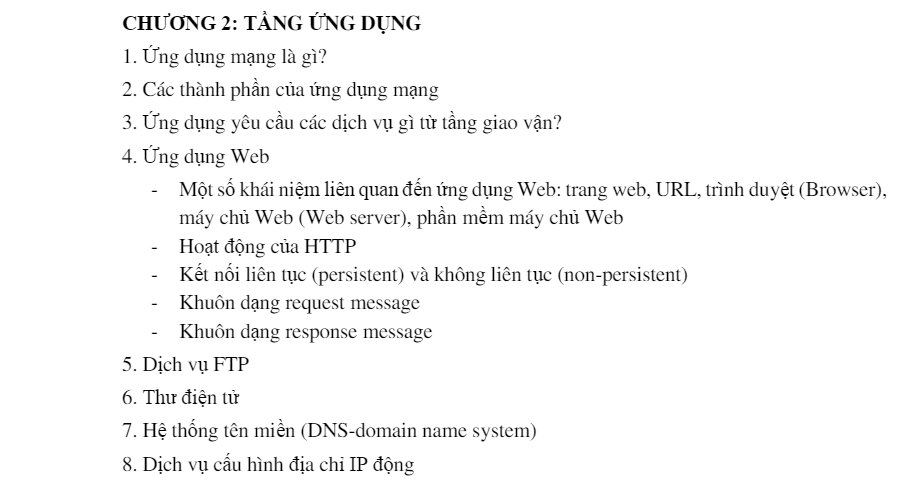 CHƯƠNG 2: TẦNG ỨNG DỤNG
1. Ứng dụng mạng là gì?
2. Các thành phần của ứng dụng mạng
3. Ứng dụng yêu cầu các dịch vụ gì từ tầng giao vận?
4. Ứng dụng Web
- Một số khái niệm liên quan đến ứng dụng Web: trang web, URL, trình duyệt (Browser),
máy chủ Web (Web server), phần mềm máy chủ Web
- Hoạt động của HTTP
- Kết nối liên tục (persistent) và không liên tục (non-persistent)
- Khuôn dạng request message
- Khuôn dạng response message
5. Dịch vụ FTP
6. Thư điện tử
7. Hệ thống tên miền (DNS-domain name system)
8. Dịch vụ cấu hình địa chỉ IP động